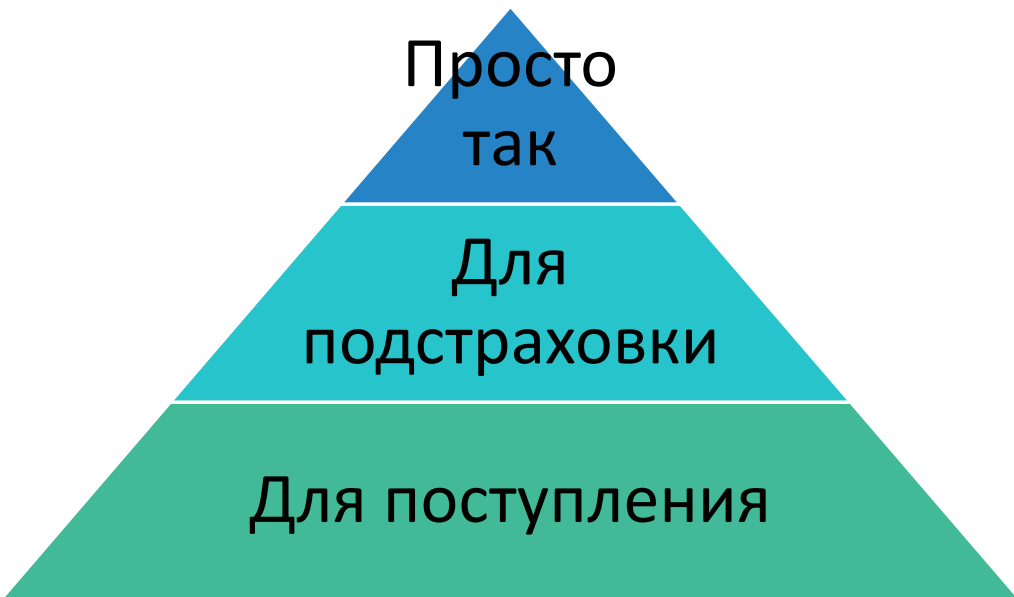 Просто
так
Для
подстраховки
Для поступления